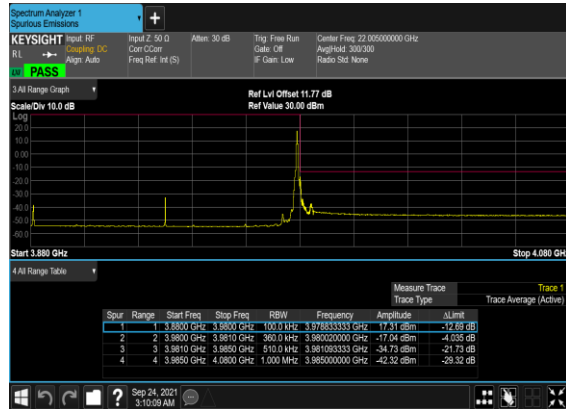 Spectrum Analyzer 1
Spurious Emissions
KEYSIGHT Input: RF Input Z: 50 Ω Atten: 30 dB Trig: Free Run Center Freq: 22.005000000 GHz
RL Coupling: DC Corr CCorr Gate: Off Avg|Hold: 300/300
Align: Auto Freq Ref: Int (S) IF Gain: Low Radio Std: None
PASS
3 All Range Graph
Ref Lvl Offset 11.77 dB
Scale/Div 10.0 dB Ref Value 30.00 dBm
Log
20.0
10.0
0.00
-10.0
-20.0
-30.0
-40.0
-50.0
-60.0
Start 3.880 GHz Stop 4.080 GHz
4 All Range Table
Measure Trace Trace 1
Trace Type Trace Average (Active)
Spur Range Start Freq Stop Freq RBW Frequency Amplitude ΔLimit
1 1 3.8800 GHz 3.9800 GHz 100.0 kHz 3.978833333 GHz 17.31 dBm -12.69 dB
2 2 3.9800 GHz 3.9810 GHz 360.0 kHz 3.980020000 GHz -17.04 dBm -4.035 dB
3 3 3.9810 GHz 3.9850 GHz 510.0 kHz 3.981093333 GHz -34.73 dBm -21.73 dB
4 4 3.9850 GHz 4.0800 GHz 1.000 MHz 3.985000000 GHz -42.32 dBm -29.32 dB
? Sep 24, 2021
3:10:09 AM